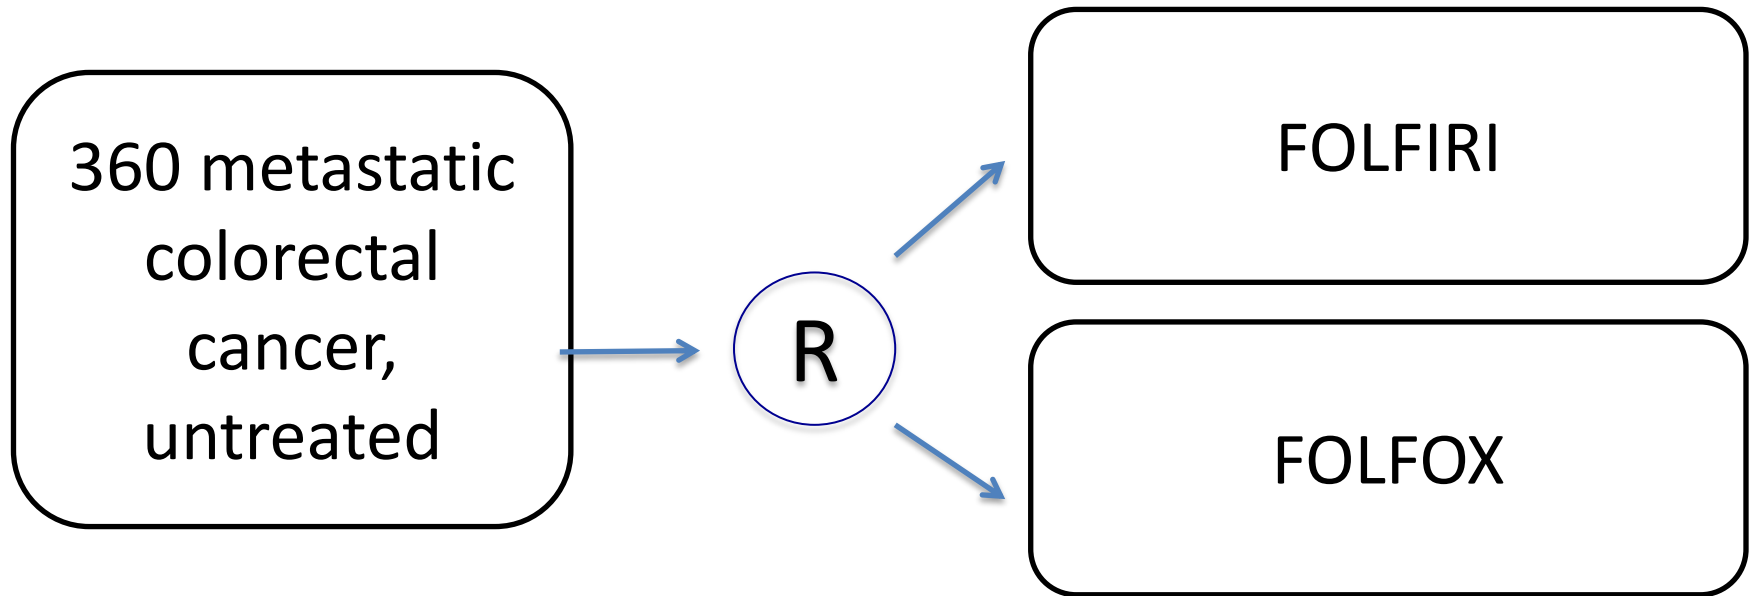 360 metastatic
colorectal
cancer,
untreated
R
FOLFIRI
FOLFOX